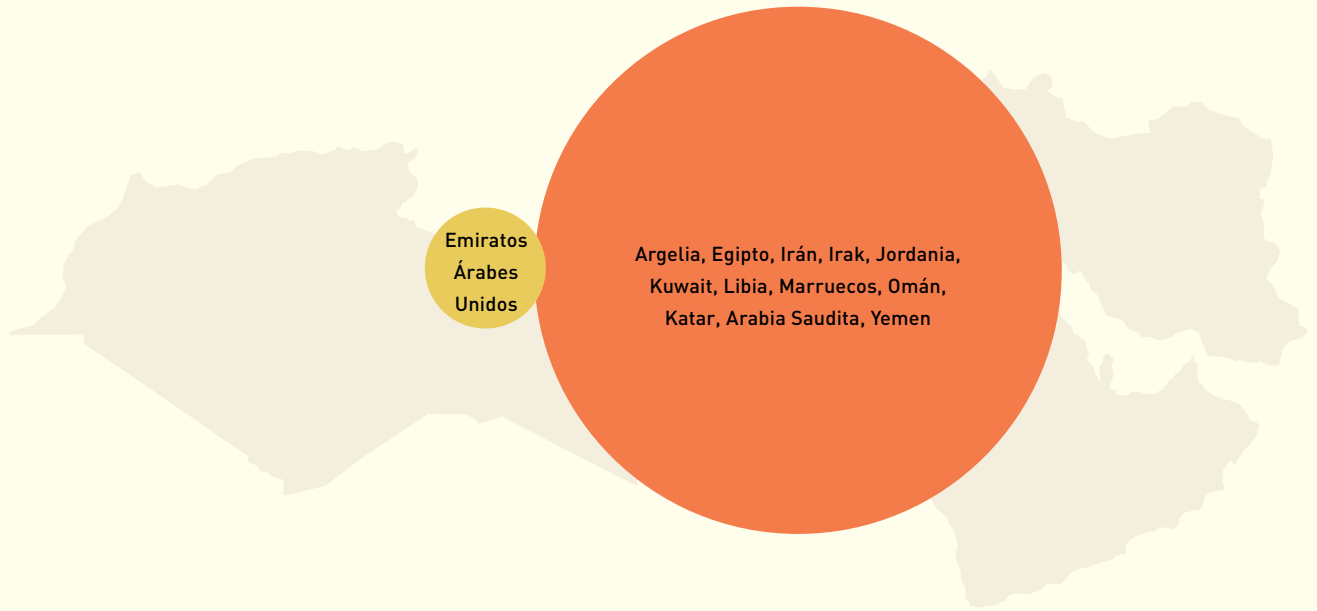 Emiratos
Árabes
Unidos
Argelia, Egipto, Irán, Irak, Jordania,
Kuwait, Libia, Marruecos, Omán,
Katar, Arabia Saudita, Yemen